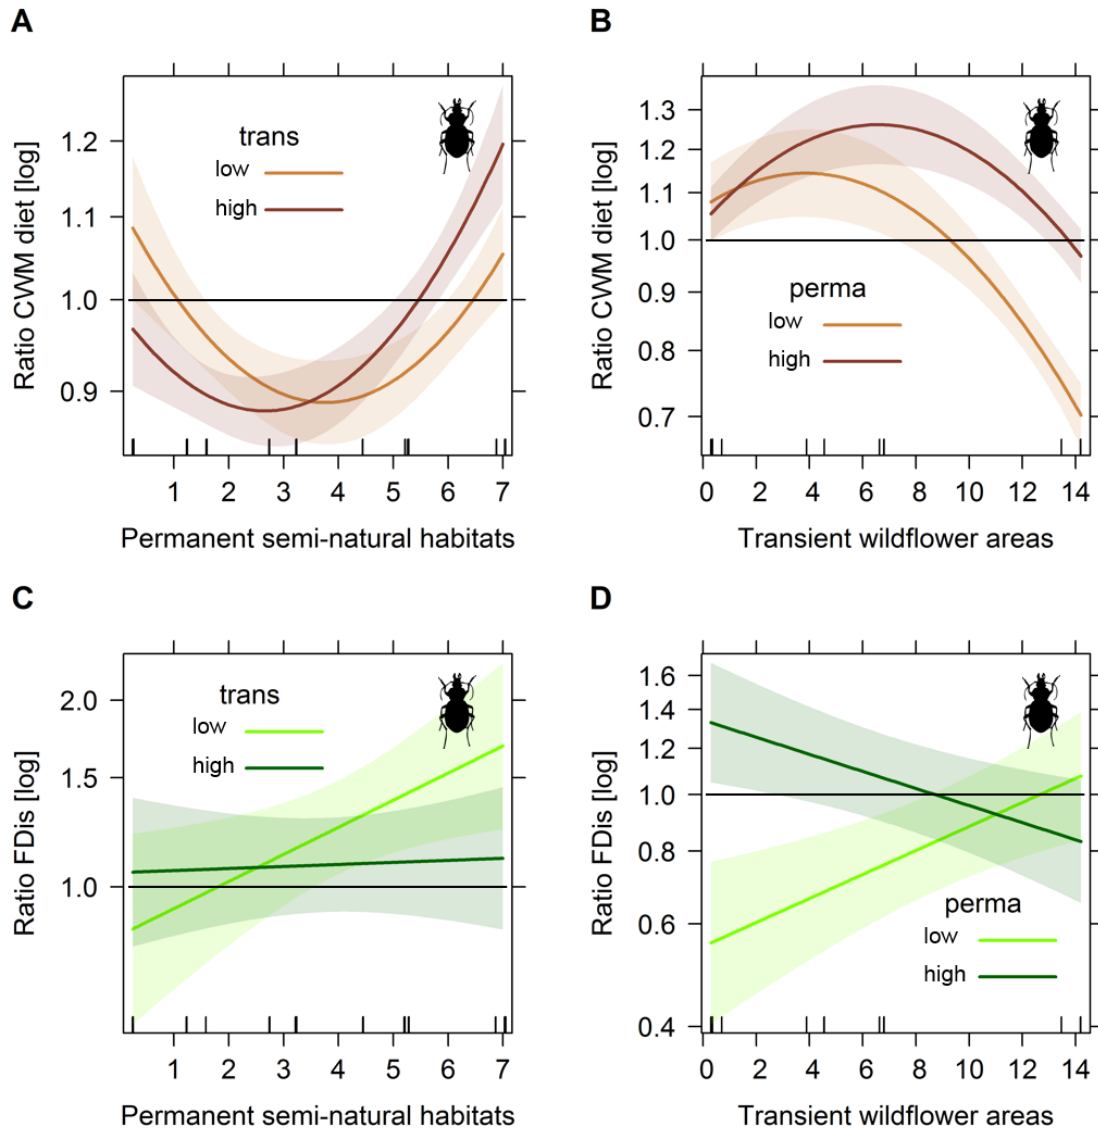 A
Ratio CWM diet [log]
1.2
1.1
1.0
0.9
trans
low
high
1 2 3 4 5 6 7
Permanent semi-natural habitats
B
Ratio CWM diet [log]
1.3
1.2
1.1
1.0
0.9
0.8
0.7
perma
low
high
0 2 4 6 8 10 12 14
Transient wildflower areas
C
Ratio FDis [log]
2.0
1.5
1.0
trans
low
high
1 2 3 4 5 6 7
Permanent semi-natural habitats
D
Ratio FDis [log]
1.6
1.4
1.2
1.0
0.8
0.6
0.4
perma
low
high
0 2 4 6 8 10 12 14
Transient wildflower areas